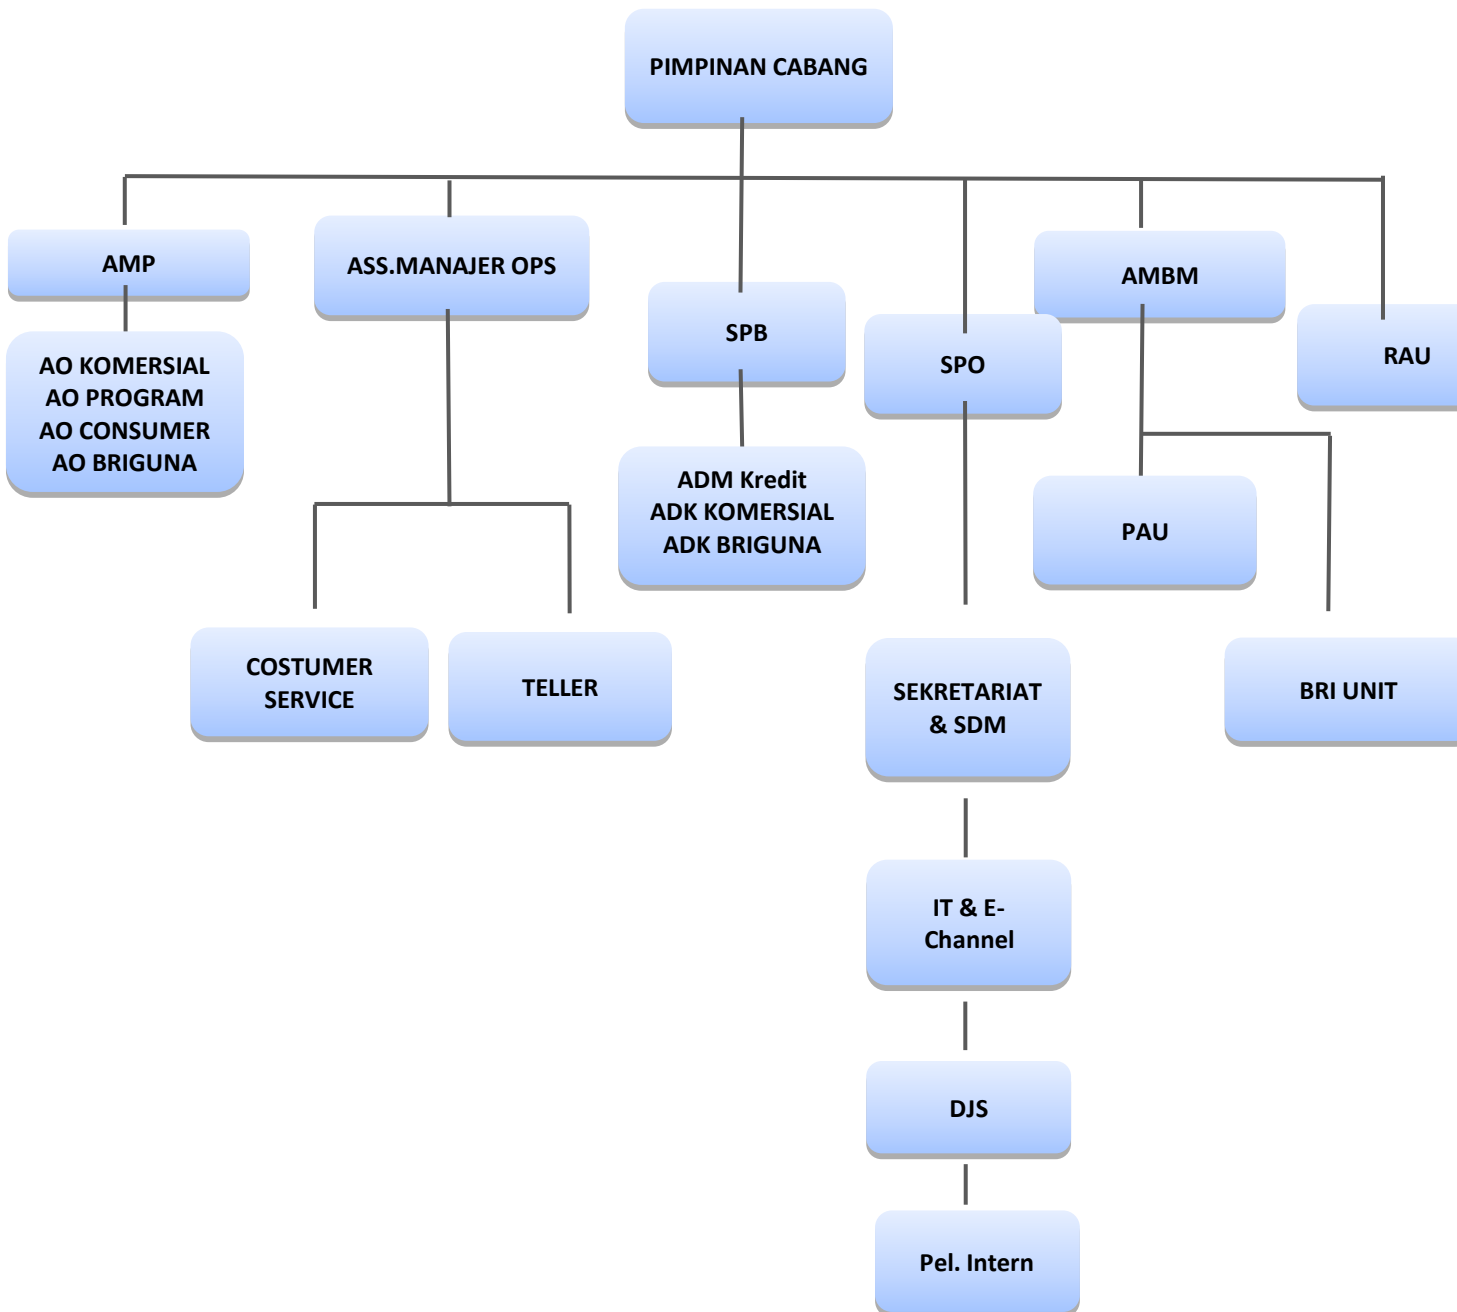 PIMPINAN CABANG
AMP
ASS.MANAJER OPS
SPB
SPO
AMBM
RAU
AO KOMERSIAL
AO PROGRAM
AO CONSUMER
AO BRIGUNA
ADM Kredit
ADK KOMERSIAL
ADK BRIGUNA
PAU
COSTUMER
SERVICE
TELLER
SEKRETARIAT
& SDM
BRI UNIT
IT & E-
Channel
DJS
Pel. Intern